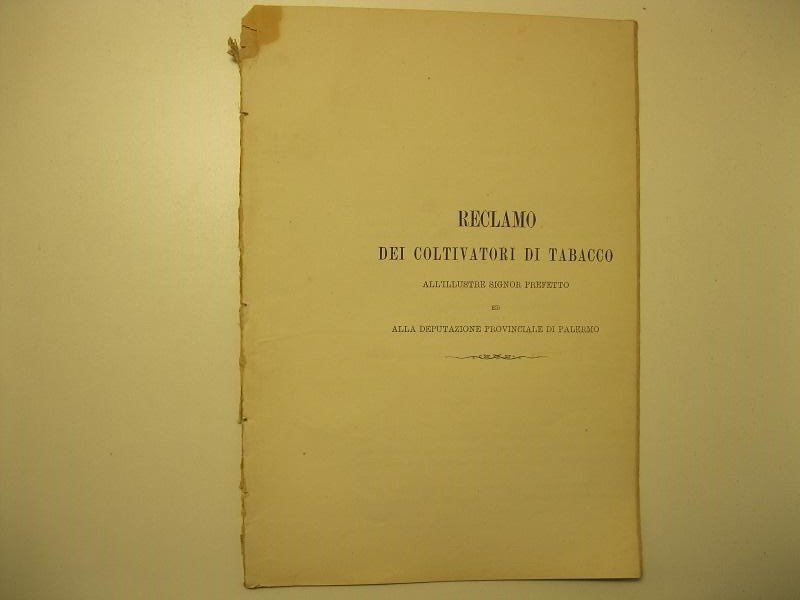 RECLAMO
DEI COLTIVATORI DI TABACCO
ALL'ILLUSTRE SIGNOR PREFETTO
ED
ALLA DEPUTAZIONE PROVINCIALE DI PALERMO